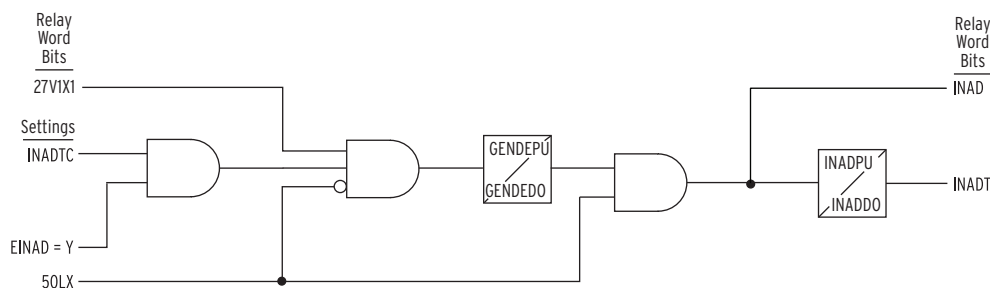 Relay
Word
Bits
27V1X1
Settings
INADTC
EINAD = Y
50LX
GENDEPU
GENDEDO
INADPU
INADDO
Relay
Word
Bits
INAD
INADT